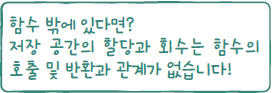 함수 밖에 있다면?
저장 공간의 할당과 회수는 함수의
호출 및 반환과 관계가 없습니다!